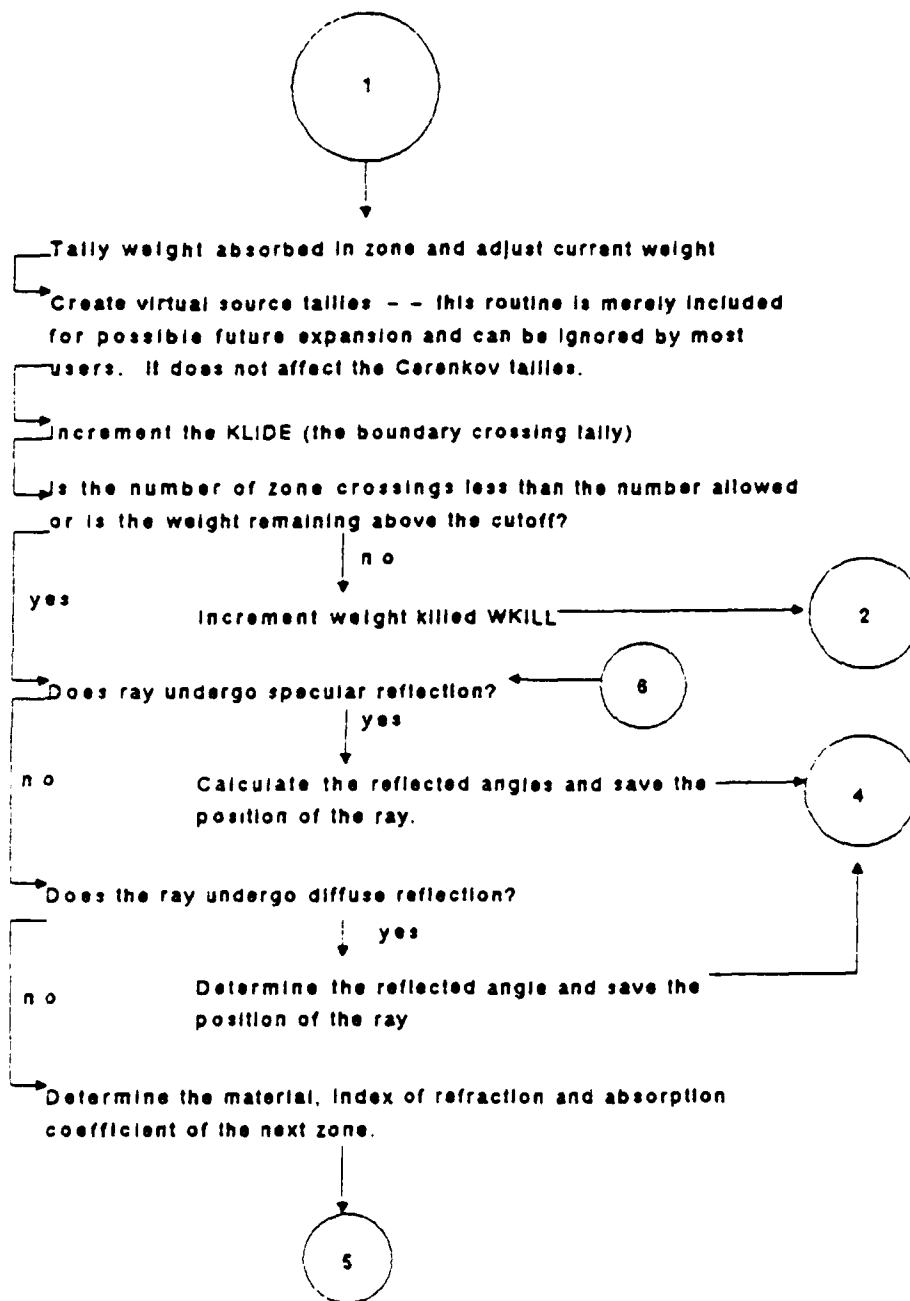 1
Tally weight absorbed in zone and adjust current weight
Create virtual source tallies - - this routine is merely included
for possible future expansion and can be ignored by most
users. It does not affect the Cerenkov tallies.
Increment the KLIDE (the boundary crossing tally)
Is the number of zone crossings less than the number allowed
or is the weight remaining above the cutoff?
no
yes
Increment weight killed WKILL
2
6
Does ray undergo specular reflection?
yes
no
Calculate the reflected angles and save the
position of the ray.
4
Does the ray undergo diffuse reflection?
yes
no
Determine the reflected angle and save the
position of the ray
Determine the material, index of refraction and absorption
coefficient of the next zone.
5